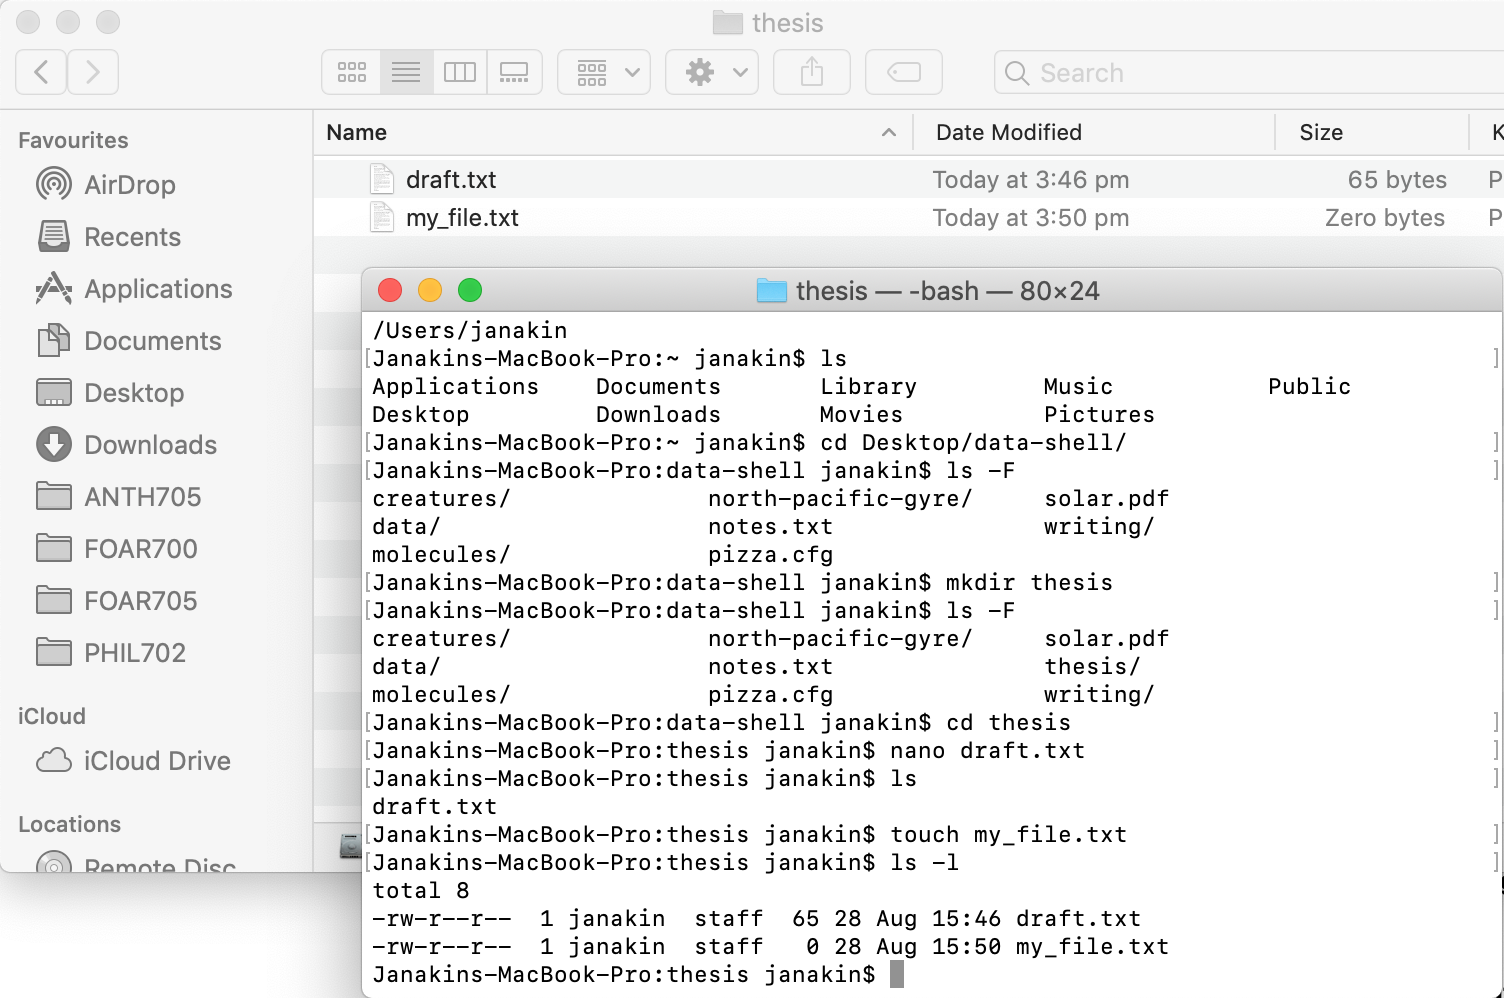 thesis
Search
Favourites
AirDrop
Recents
Applications
Documents
Desktop
Downloads
ANTH705
FOAR700
FOAR705
PHIL702
iCloud
iCloud Drive
Locations
Remote Disc
Name Date Modified Size K
draft.txt Today at 3:46 pm 65 bytes P
my_file.txt Today at 3:50 pm Zero bytes P
thesis — -bash — 80×24
/Users/janakin
[Janakins-MacBook-Pro:~ janakin$ ls ]
Applications Documents Library Music Public
Desktop Downloads Movies Pictures
[Janakins-MacBook-Pro:~ janakin$ cd Desktop/data-shell/ ]
[Janakins-MacBook-Pro:data-shell janakin$ ls -F ]
creatures/ north-pacific-gyre/ solar.pdf
data/ notes.txt writing/
molecules/ pizza.cfg
[Janakins-MacBook-Pro:data-shell janakin$ mkdir thesis ]
[Janakins-MacBook-Pro:data-shell janakin$ ls -F ]
creatures/ north-pacific-gyre/ solar.pdf
data/ notes.txt thesis/
molecules/ pizza.cfg writing/
[Janakins-MacBook-Pro:data-shell janakin$ cd thesis ]
[Janakins-MacBook-Pro:thesis janakin$ nano draft.txt ]
[Janakins-MacBook-Pro:thesis janakin$ ls ]
draft.txt
[Janakins-MacBook-Pro:thesis janakin$ touch my_file.txt ]
[Janakins-MacBook-Pro:thesis janakin$ ls -l ]
total 8
-rw-r--r-- 1 janakin staff 65 28 Aug 15:46 draft.txt
-rw-r--r-- 1 janakin staff 0 28 Aug 15:50 my_file.txt
Janakins-MacBook-Pro:thesis janakin$